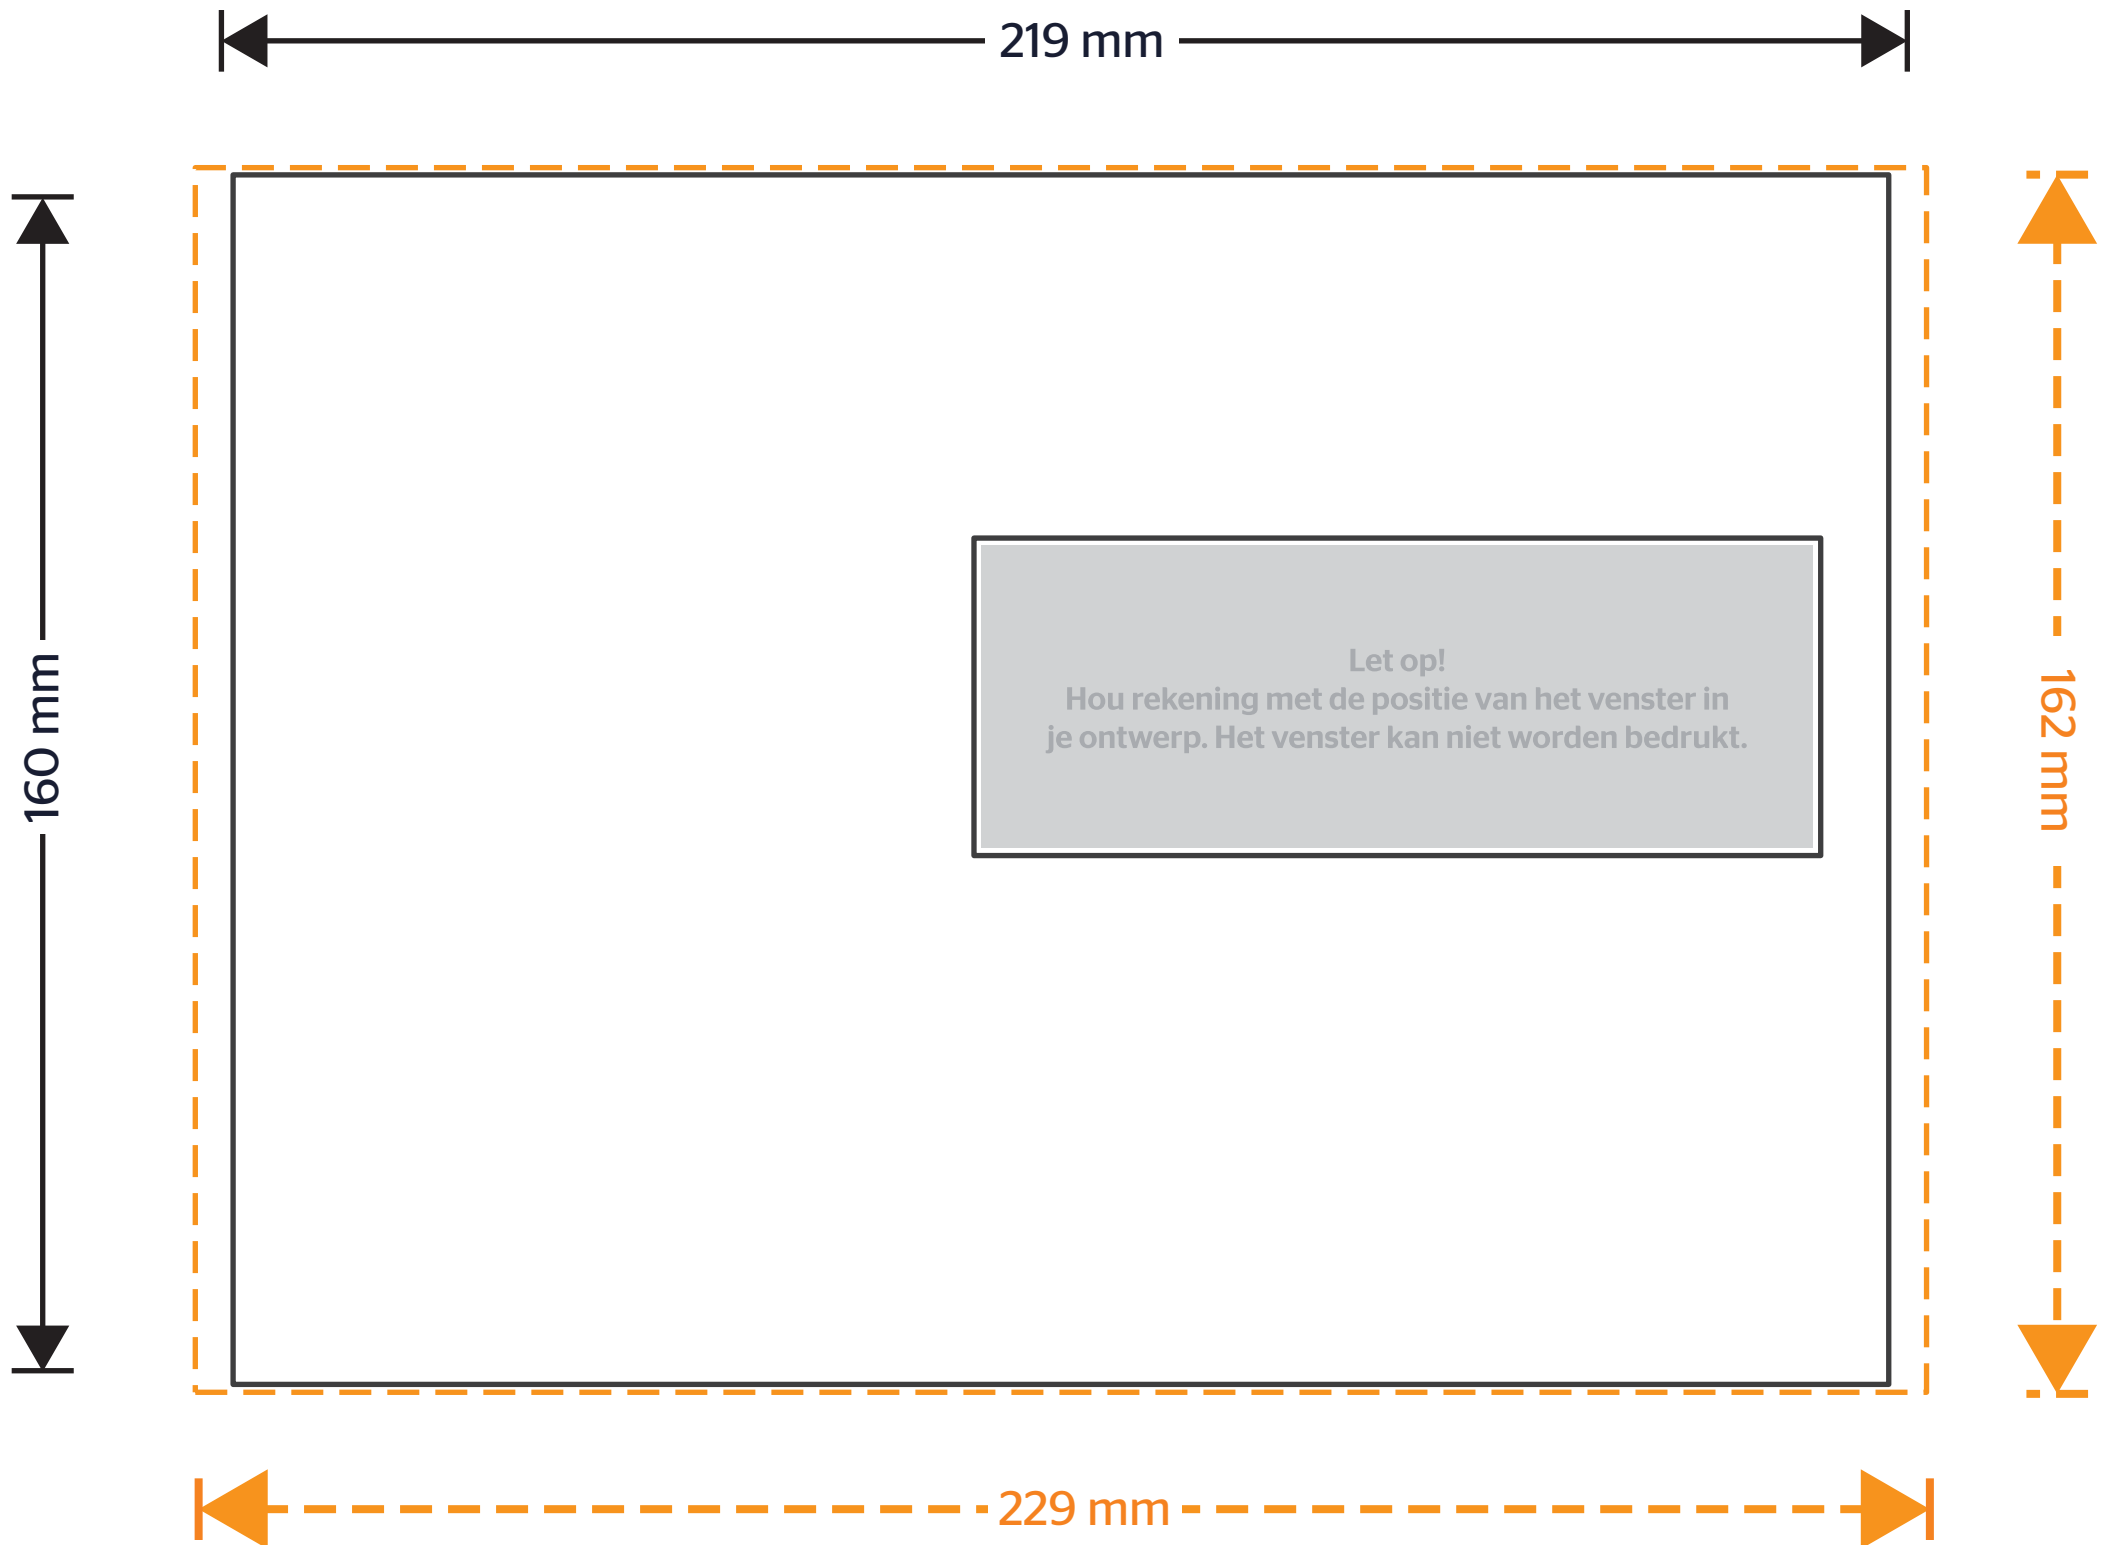 219 mm
160 mm
Let op!
Hou rekening met de positie van het venster in
je ontwerp. Het venster kan niet worden bedrukt.
162 mm
229 mm